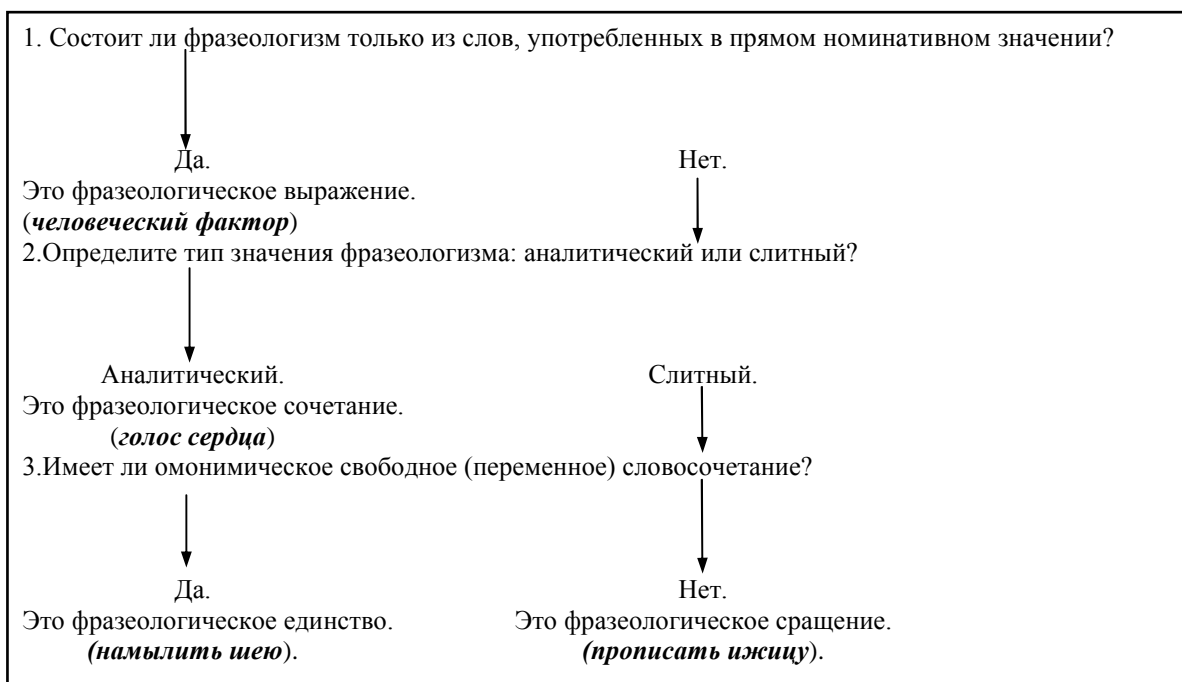 1. Состоит ли фразеологизм только из слов, употребленных в прямом номинативном значении?
Да. Нет.
Это фразеологическое выражение.
(человеческий фактор)
2.Определите тип значения фразеологизма: аналитический или слитный?
Аналитический. Слитный.
Это фразеологическое сочетание.
(голос сердца)
3.Имеет ли омонимическое свободное (переменное) словосочетание?
Да. Нет.
Это фразеологическое единство. Это фразеологическое сращение.
(намылить шею). (прописать ижицу).